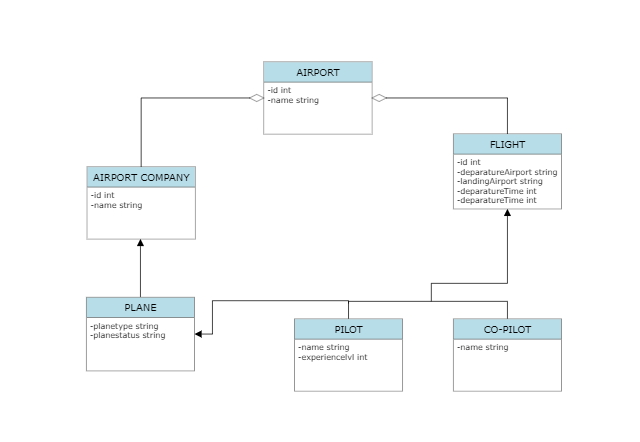 AIRPORT
-id int
-name string
FLIGHT
-id int
-deparatureAirport string
-landingAirport string
-deparatureTime int
-deparatureTime int
AIRPORT COMPANY
-id int
-name string
PLANE
-planetype string
-planestatus string
PILOT
-name string
-experiencelvl int
CO-PILOT
-name string